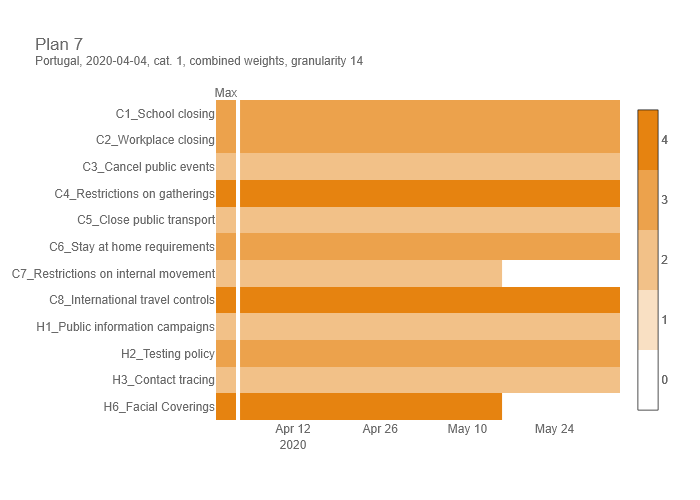 Plan 7
Portugal, 2020-04-04, cat. 1, combined weights, granularity 14
Max
C1_School closing
C2_Workplace closing
C3_Cancel public events
C4_Restrictions on gatherings
C5_Close public transport
C6_Stay at home requirements
C7_Restrictions on internal movement
C8_International travel controls
H1_Public information campaigns
H2_Testing policy
H3_Contact tracing
H6_Facial Coverings
4
3
2
1
0
Apr 12 Apr 26 May 10 May 24
2020